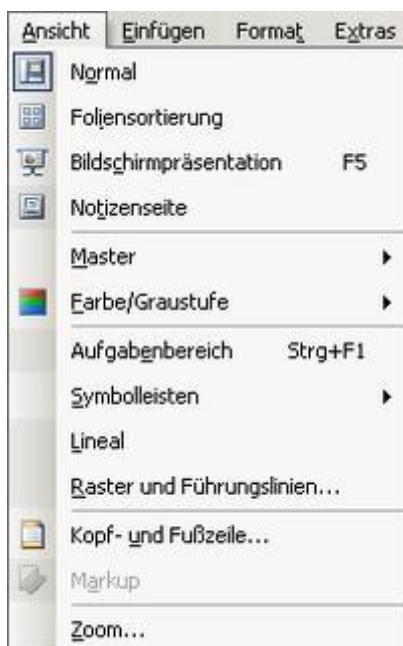 Ansicht Einfügen Format Extras
Normal
Foliensortierung
Bildschirmpräsentation F5
Notizenseite
Master
Farbe/Graustufe
Aufgabenbereich Strg+F1
Symbolleisten
Lineal
Raster und Führungslinien...
Kopf- und Fußzeile...
Markup
Zoom...